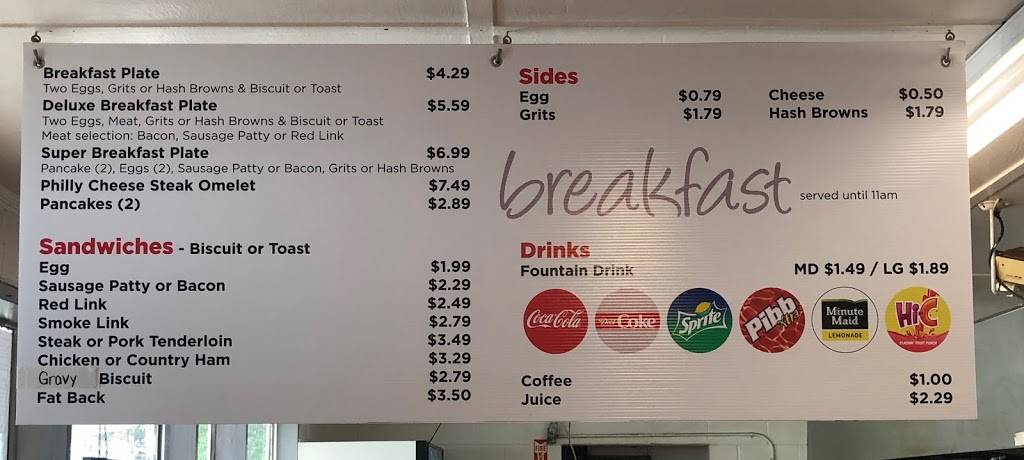 Breakfast Plate $4.29
Two Eggs, Grits or Hash Browns & Biscuit or Toast
Deluxe Breakfast Plate $5.59
Two Eggs, Meat, Grits or Hash Browns & Biscuit or Toast
Meat selection: Bacon, Sausage Patty or Red Link
Super Breakfast Plate $6.99
Pancake (2), Eggs (2), Sausage Patty or Bacon, Grits or Hash Browns
Philly Cheese Steak Omelet $7.49
Pancakes (2) $2.89
Sandwiches - Biscuit or Toast
Egg $1.99
Sausage Patty or Bacon $2.29
Red Link $2.49
Smoke Link $2.79
Steak or Pork Tenderloin $3.49
Chicken or Country Ham $3.29
Gravy Biscuit $2.79
Fat Back $3.50
Sides
Egg $0.79 Cheese $0.50
Grits $1.79 Hash Browns $1.79
breakfast served until 11am
Drinks
Fountain Drink MD $1.49 / LG $1.89
Coca-Cola
Coke
Sprite
Pibb
xtra
Minute
Maid
LEMONADE
Hi-C
Coffee $1.00
Juice $2.29